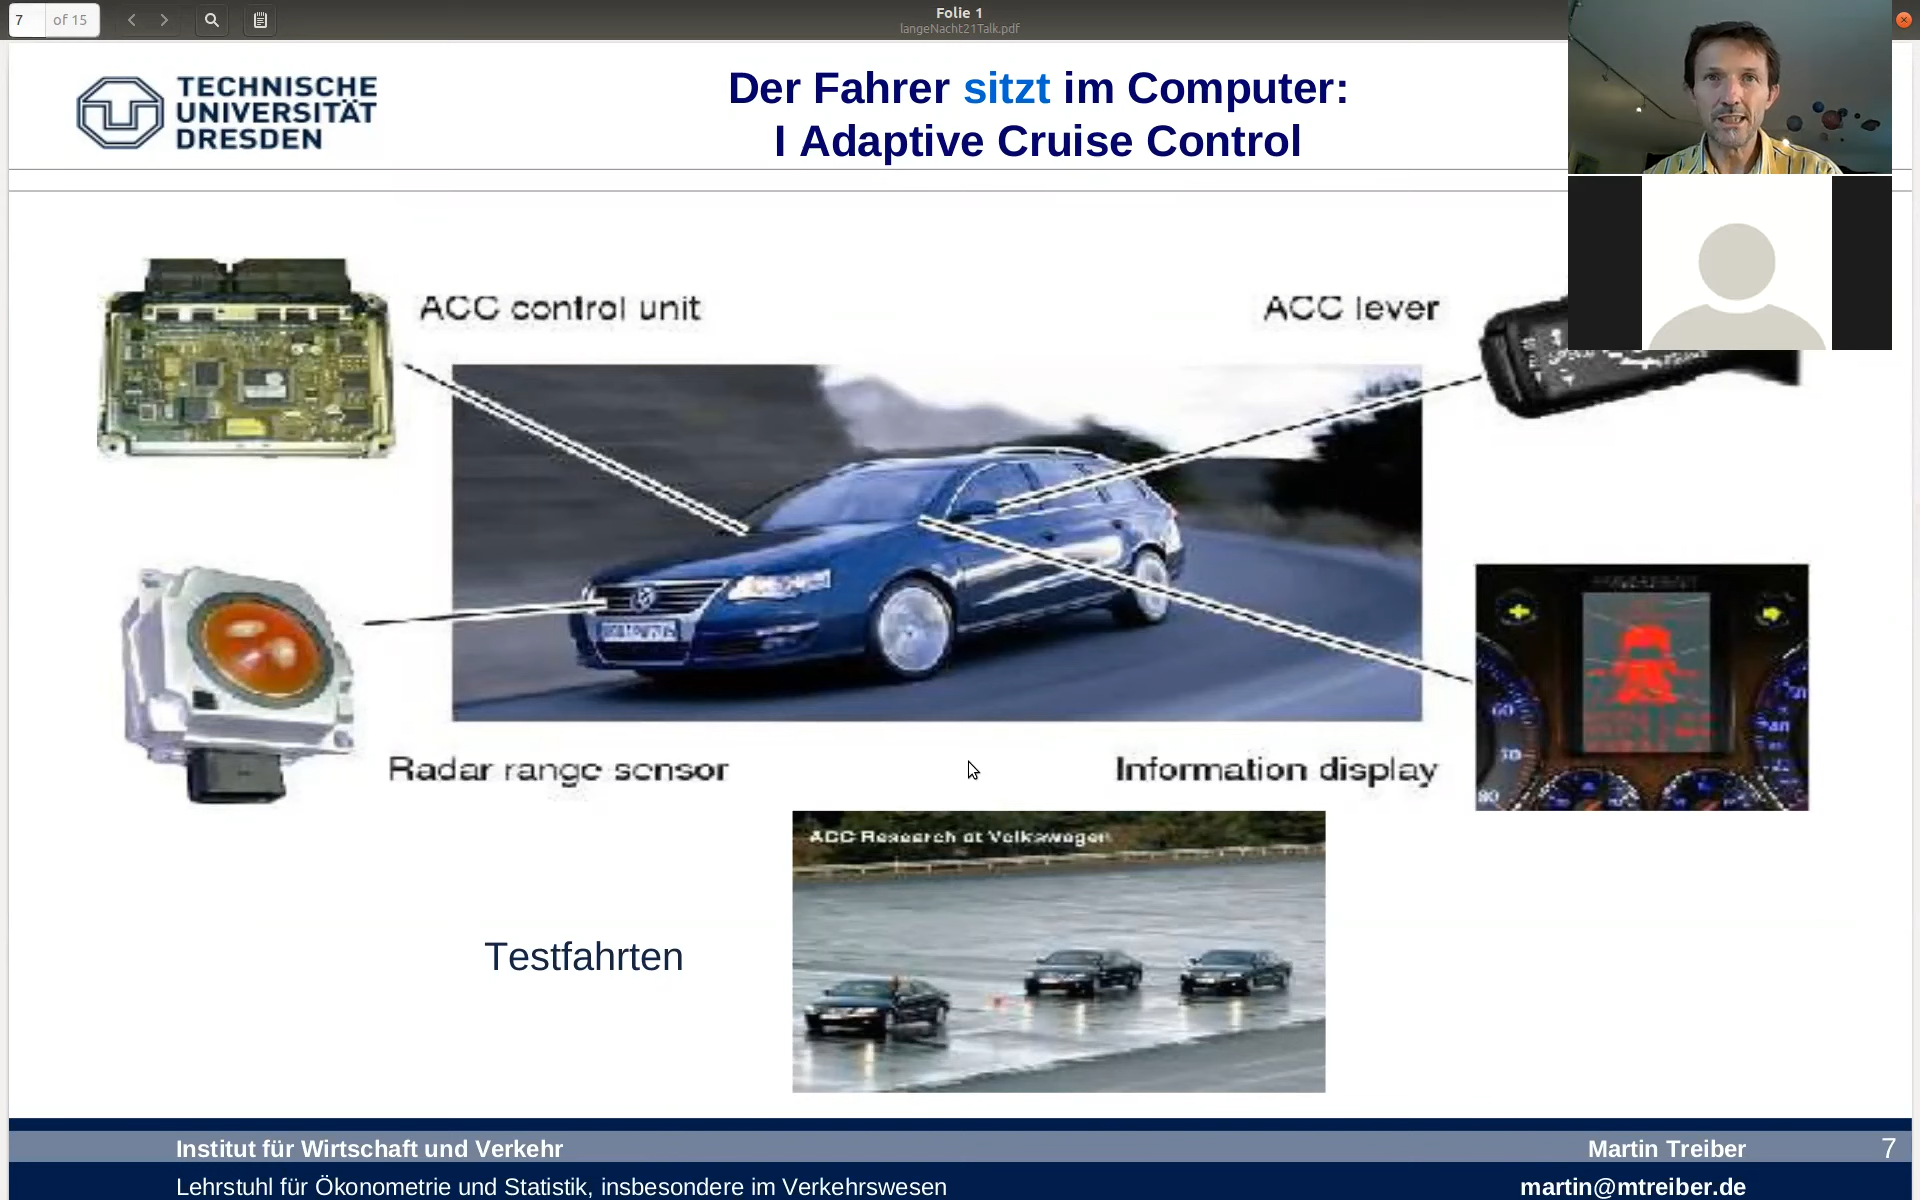 7 of 15
Folie 1
langeNacht21Talk.pdf
TECHNISCHE
UNIVERSITÄT
DRESDEN
Der Fahrer sitzt im Computer:
I Adaptive Cruise Control
ACC control unit
ACC lever
Radar range sensor
Information display
60
80
ACC Research at Volkswagen
Testfahrten
Institut für Wirtschaft und Verkehr
Martin Treiber
7
Lehrstuhl für Ökonometrie und Statistik, insbesondere im Verkehrswesen
martin@mtreiber.de